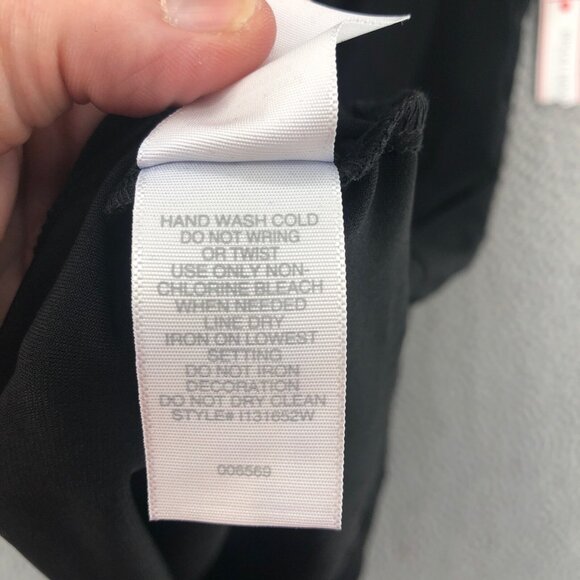 HAND WASH COLD
DO NOT WRING
OR TWIST
USE ONLY NON-
CHLORINE BLEACH
WHEN NEEDED
LINE DRY
IRON ON LOWEST
SETTING
DO NOT IRON
DECORATION
DO NOT DRY CLEAN
STYLE# 1131652W
006569